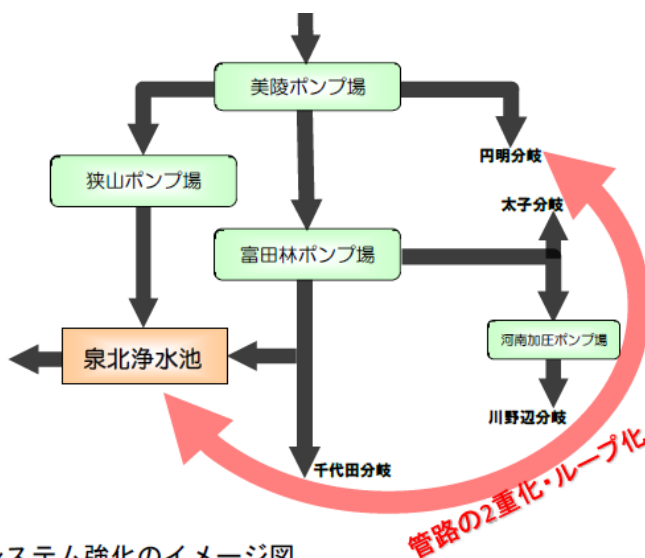 美陵ポンプ場
円明分岐
狭山ポンプ場
太子分岐
富田林ポンプ場
河南加圧ポンプ場
泉北浄水池
川野辺分岐
千代田分岐
管路の2重化・ループ化
ステム強化のイメージ図